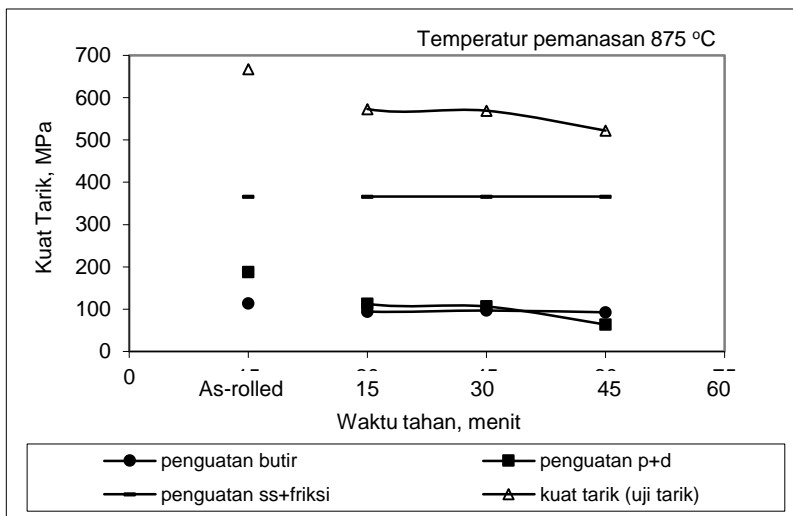 Temperatur pemanasan 875 °C
700
600
500
400
300
200
100
0
Kuat Tarik, MPa
0 As-rolled 15 30 45 60
Waktu tahan, menit
penguatan butir penguatan p+d
penguatan ss+friksi kuat tarik (uji tarik)